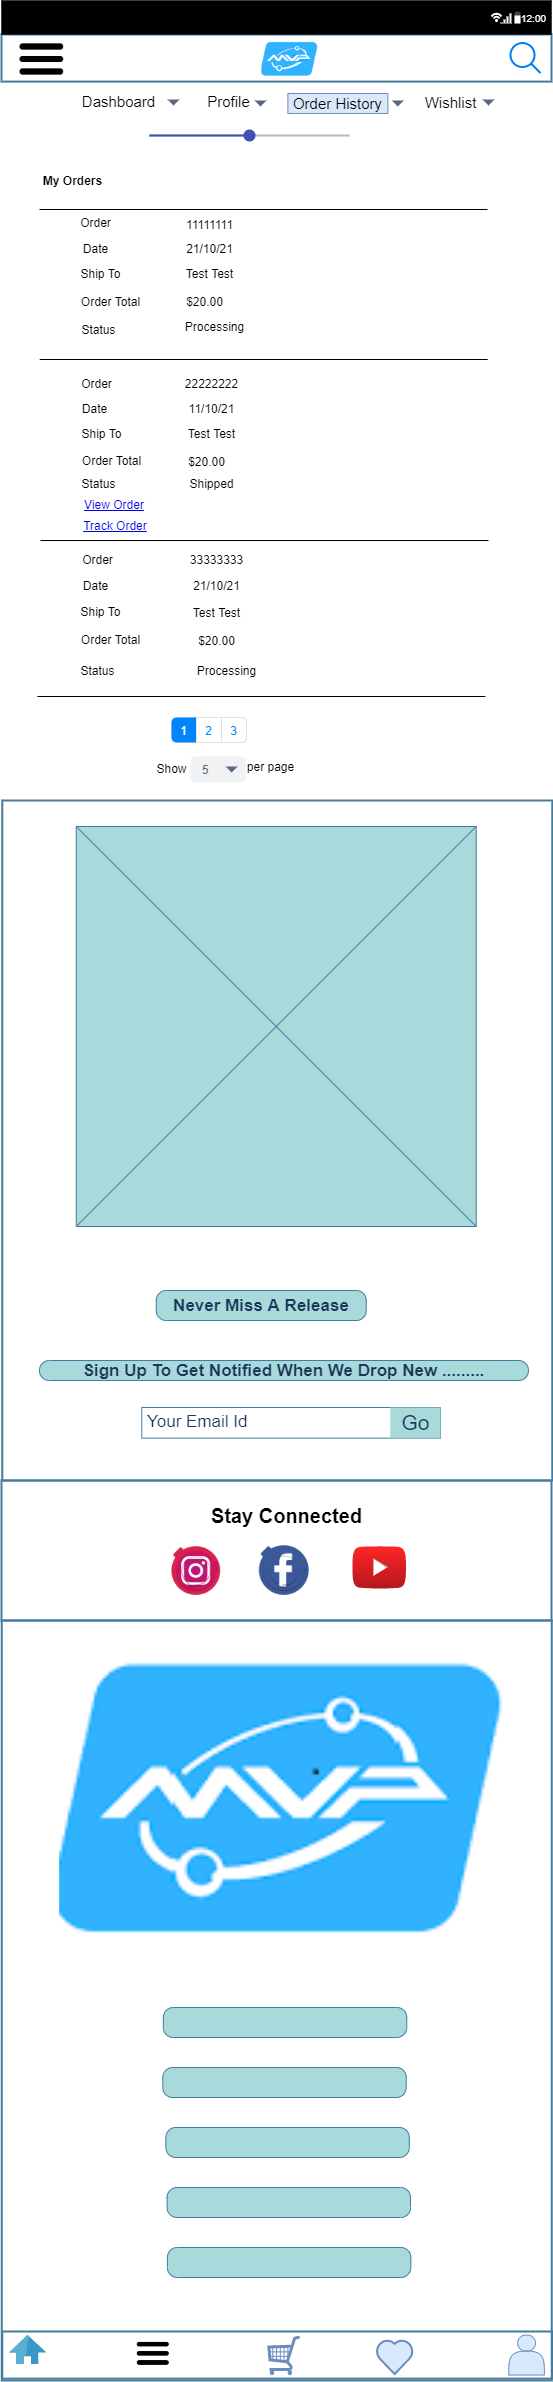 12:00
MVP
Dashboard Profile Order History Wishlist
My Orders
Order 11111111
Date 21/10/21
Ship To Test Test
Order Total $20.00
Status Processing
Order 22222222
Date 11/10/21
Ship To Test Test
Order Total $20.00
Status Shipped
View Order
Track Order
Order 33333333
Date 21/10/21
Ship To Test Test
Order Total $20.00
Status Processing
1 2 3
Show 5 per page
Never Miss A Release
Sign Up To Get Notified When We Drop New .........
Your Email Id Go
Stay Connected
MVP